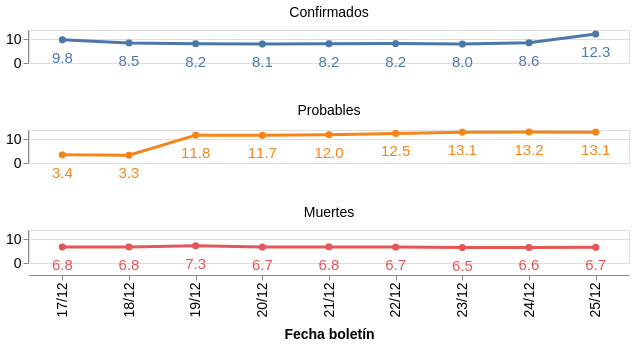 Confirmados
10
0
9.8 8.5 8.2 8.1 8.2 8.2 8.0 8.6 12.3
Probables
10
0
3.4 3.3 11.8 11.7 12.0 12.5 13.1 13.2 13.1
Muertes
10
0
6.8 6.8 7.3 6.7 6.8 6.7 6.5 6.6 6.7
17/12 18/12 19/12 20/12 21/12 22/12 23/12 24/12 25/12
Fecha boletín